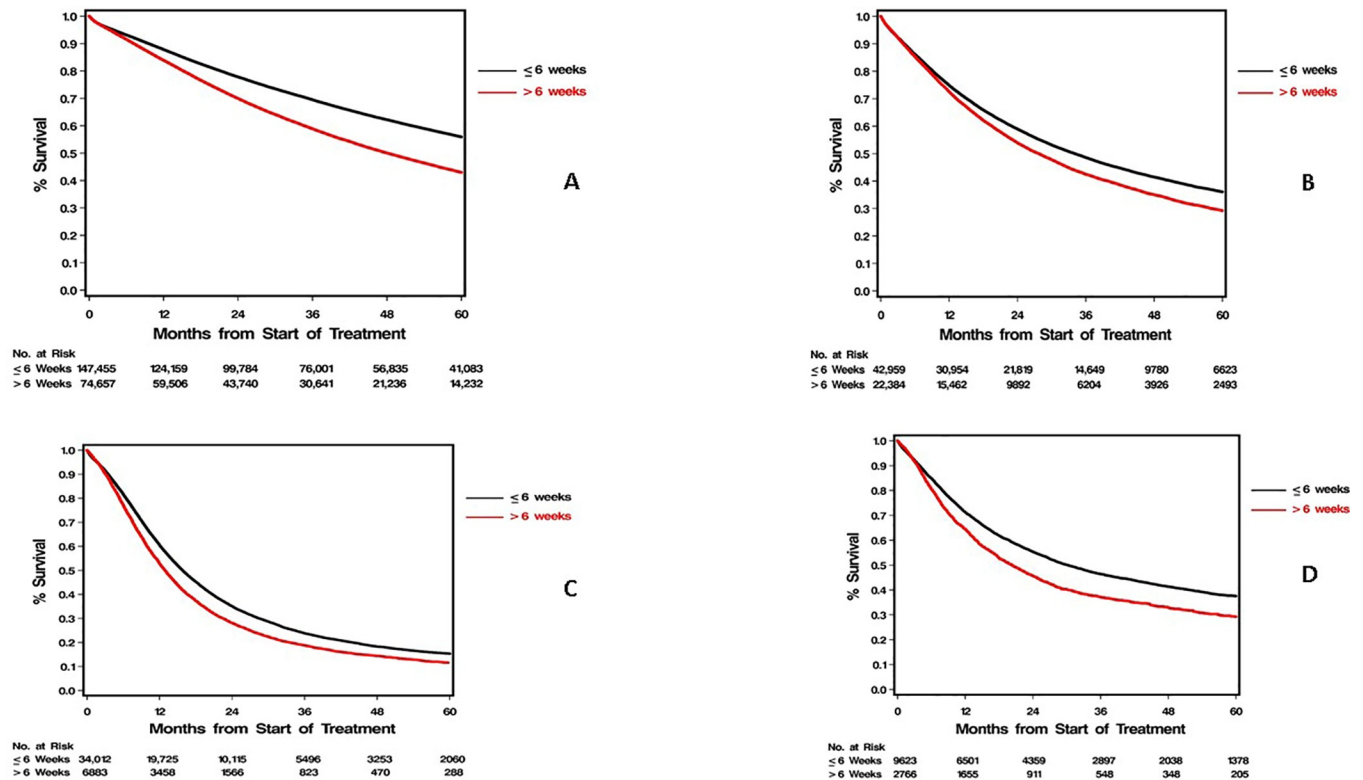 1.0
0.9
0.8
0.7
0.6
0.5
0.4
0.3
0.2
0.1
0.0
% Survival
≤ 6 weeks
> 6 weeks
A
0 12 24 36 48 60
Months from Start of Treatment
No. at Risk
≤ 6 Weeks 147,455 124,159 99,784 76,001 56,835 41,083
> 6 Weeks 74,657 59,506 43,740 30,641 21,236 14,232
1.0
0.9
0.8
0.7
0.6
0.5
0.4
0.3
0.2
0.1
0.0
% Survival
≤ 6 weeks
> 6 weeks
B
0 12 24 36 48 60
Months from Start of Treatment
No. at Risk
≤ 6 Weeks 42,959 30,954 21,819 14,649 9780 6623
> 6 Weeks 22,384 15,462 9892 6204 3926 2493
1.0
0.9
0.8
0.7
0.6
0.5
0.4
0.3
0.2
0.1
0.0
% Survival
≤ 6 weeks
> 6 weeks
C
0 12 24 36 48 60
Months from Start of Treatment
No. at Risk
≤ 6 Weeks 34,012 19,725 10,115 5496 3253 2060
> 6 Weeks 6883 3458 1566 823 470 288
1.0
0.9
0.8
0.7
0.6
0.5
0.4
0.3
0.2
0.1
0.0
% Survival
≤ 6 weeks
> 6 weeks
D
0 12 24 36 48 60
Months from Start of Treatment
No. at Risk
≤ 6 Weeks 9623 6501 4359 2897 2038 1378
> 6 Weeks 2766 1655 911 548 348 205